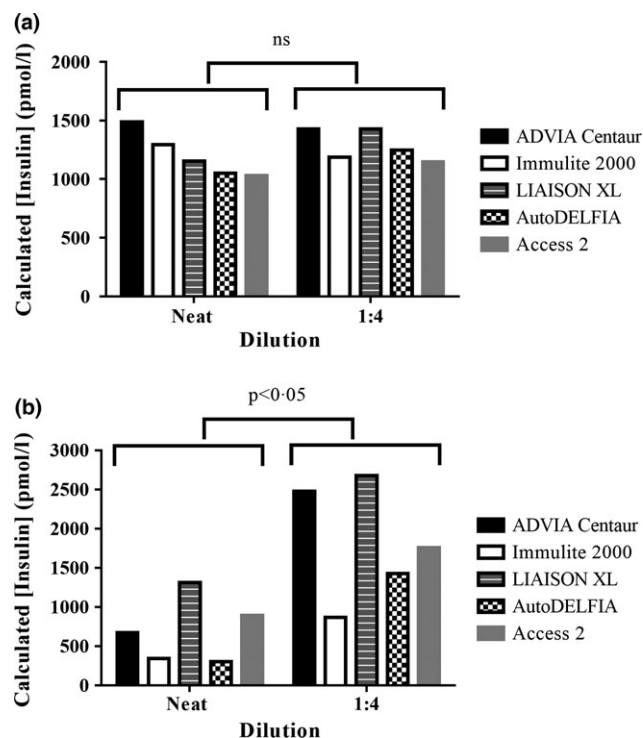 (a)
ns
2000
1500
1000
500
0
Calculated [Insulin] (pmol/l)
Neat
1:4
Dilution
ADVIA Centaur
Immulite 2000
LIAISON XL
AutoDELFIA
Access 2
(b)
p<0·05
3000
2500
2000
1500
1000
500
0
Calculated [Insulin] (pmol/l)
Neat
1:4
Dilution
ADVIA Centaur
Immulite 2000
LIAISON XL
AutoDELFIA
Access 2